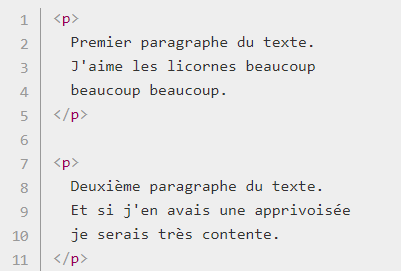 1 <p>
2 Premier paragraphe du texte.
3 J'aime les licornes beaucoup
4 beaucoup beaucoup.
5 </p>
6
7 <p>
8 Deuxième paragraphe du texte.
9 Et si j'en avais une apprivoisée
10 je serais très contente.
11 </p>